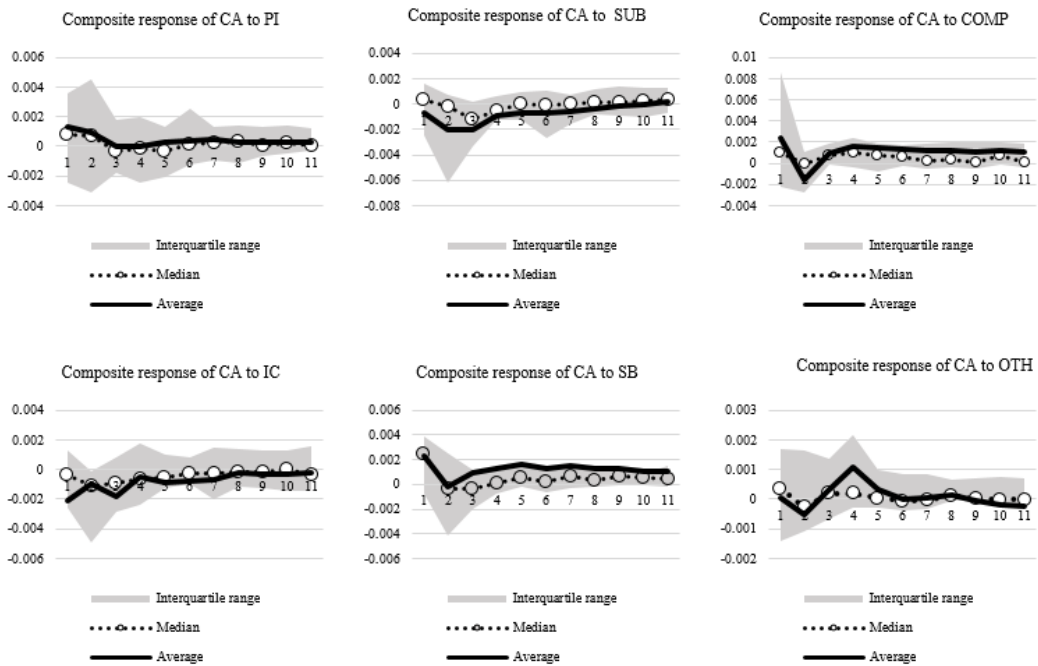 Composite response of CA to PI
0.006
0.004
0.002
0
-0.002
-0.004
1 2 3 4 5 6 7 8 9 10 11
Interquartile range
Median
Average
Composite response of CA to SUB
0.004
0.002
0
-0.002
-0.004
-0.006
-0.008
1 2 3 4 5 6 7 8 9 10 11
Interquartile range
Median
Average
Composite response of CA to COMP
0.01
0.008
0.006
0.004
0.002
0
-0.002
-0.004
1 2 3 4 5 6 7 8 9 10 11
Interquartile range
Median
Average
Composite response of CA to IC
0.004
0.002
0
-0.002
-0.004
-0.006
1 2 3 4 5 6 7 8 9 10 11
Interquartile range
Median
Average
Composite response of CA to SB
0.006
0.004
0.002
0
-0.002
-0.004
-0.006
1 2 3 4 5 6 7 8 9 10 11
Interquartile range
Median
Average
Composite response of CA to OTH
0.003
0.002
0.001
0
-0.001
-0.002
1 2 3 4 5 6 7 8 9 10 11
Interquartile range
Median
Average